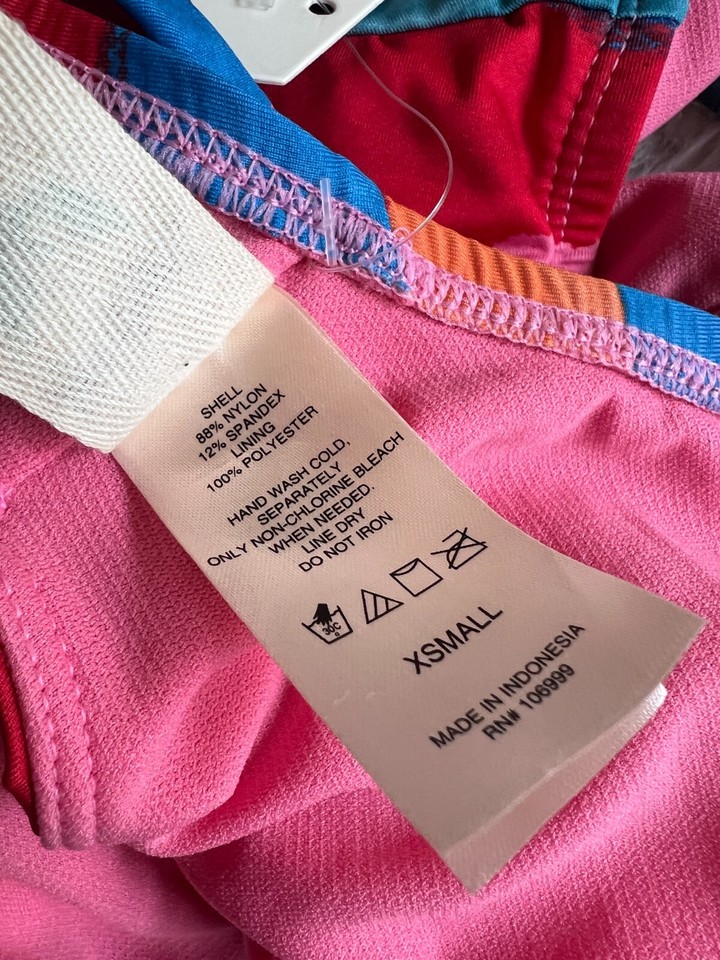 SHELL
88% NYLON
12% SPANDEX
LINING
100% POLYESTER
HAND WASH COLD,
SEPARATELY
ONLY NON-CHLORINE BLEACH
WHEN NEEDED.
LINE DRY
DO NOT IRON
30C
XSMALL
MADE IN INDONESIA
RN# 106999